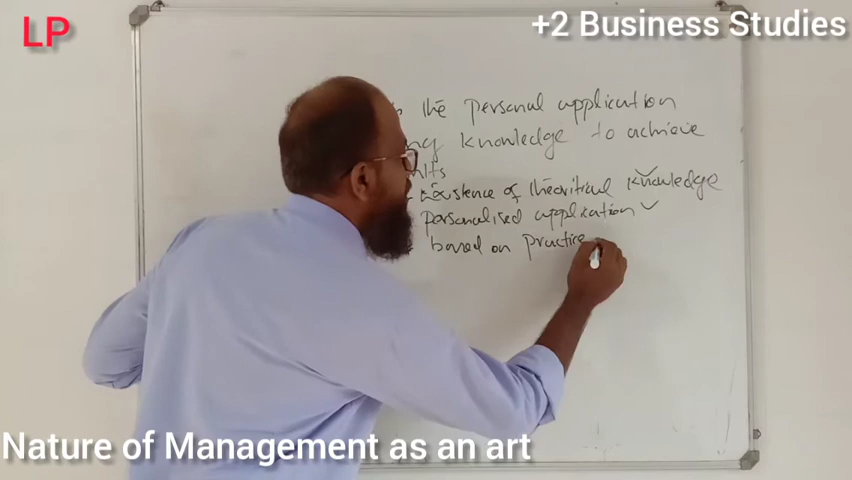 LP
+2 Business Studies
the personal application
knowledge to achieve
existence of theoritical knowledge
personalised application
based on practice
Nature of Management as an art